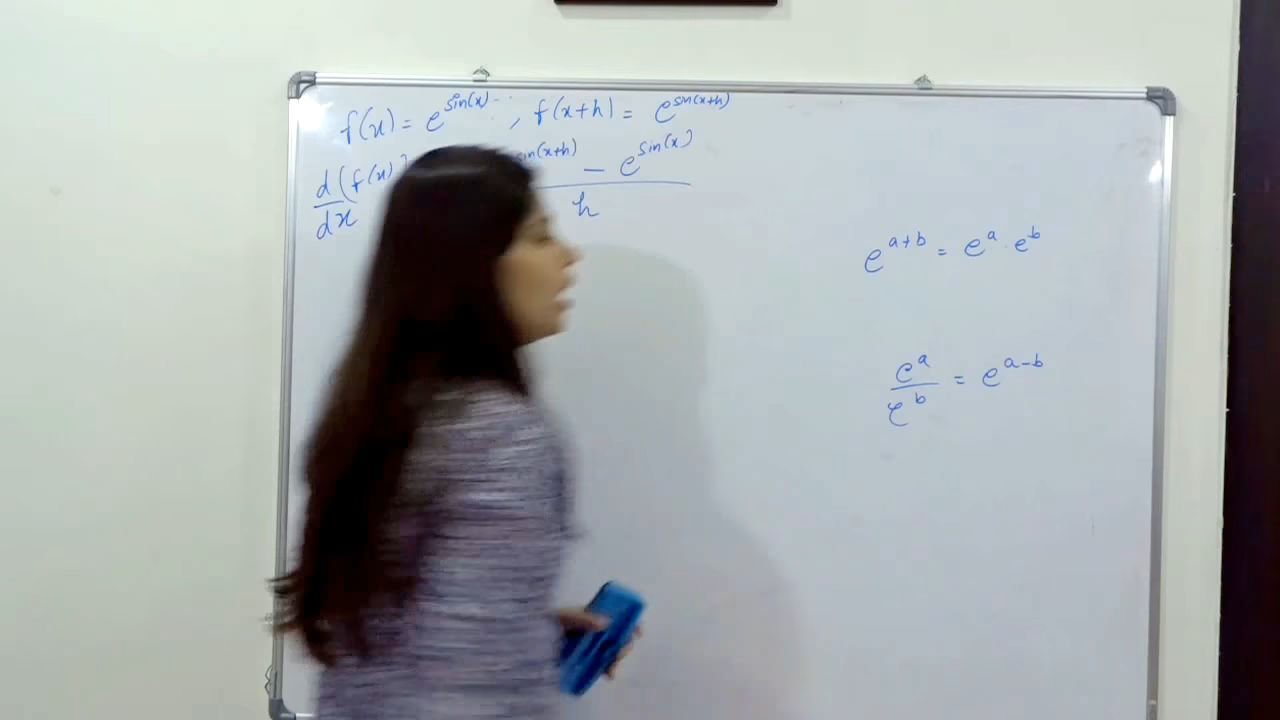 f(x) = e^{sin(x)} ; , f(x+h) = e^{sin(x+h)}
d/dx (f(x) ^{sin(x+h)} − e^{sin(x)} / h
e^{a+b} = e^a · e^b
e^a / e^b = e^{a−b}